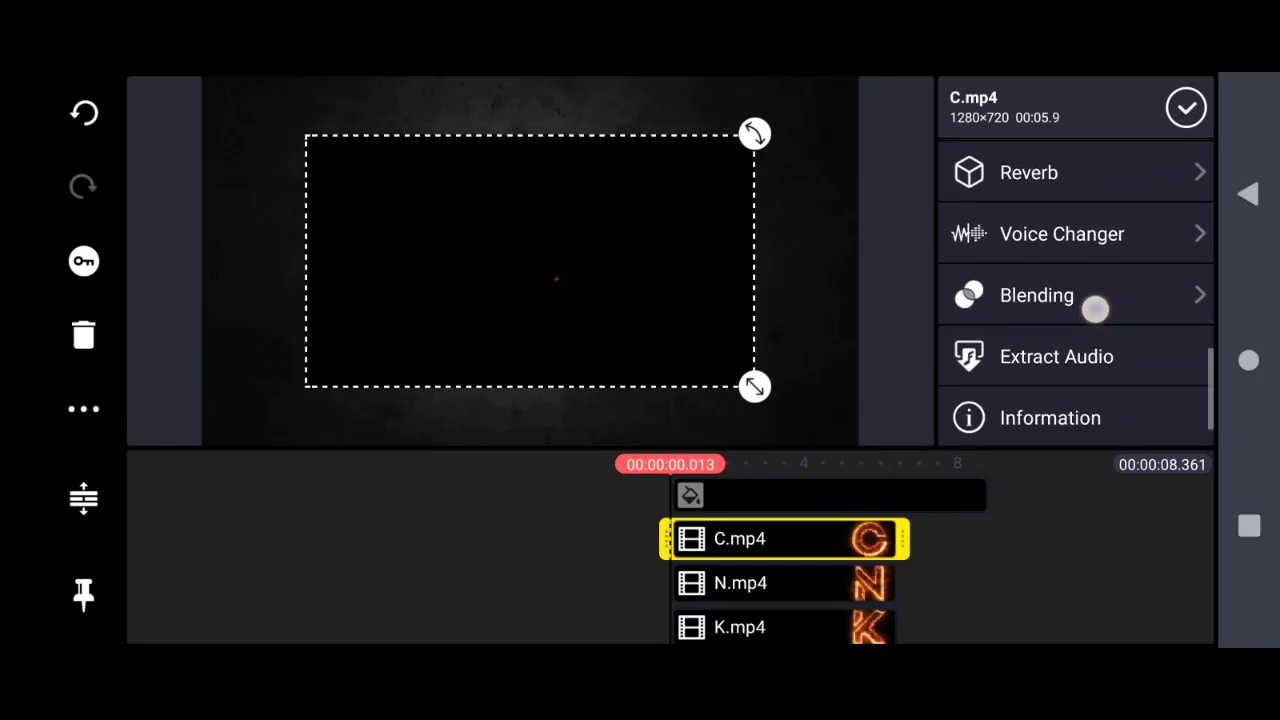 C.mp4
1280×720 00:05.9
Reverb
Voice Changer
Blending
Extract Audio
Information
00:00:00.013
4
8
00:00:08.361
C.mp4
C
N.mp4
N
K.mp4
K